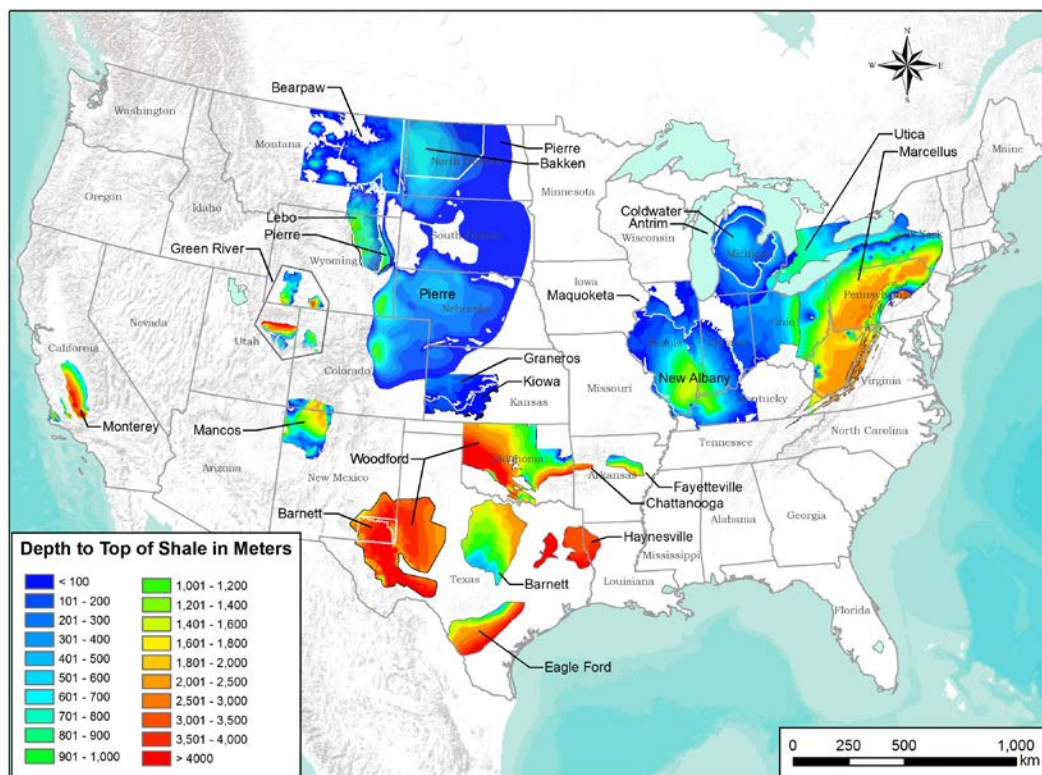 N
W
E
S
Bearpaw
Washington
Montana
North
Pierre
Bakken
Minnesota
Utica
Marcellus
Maine
Oregon
Idaho
Lebo
Pierre
Green River
Wyoming
South Dakota
Coldwater
Antrim
Wisconsin
Michigan
New York
Pierre
Nebraska
Iowa
Maquoketa
Pennsylvania
Nevada
Utah
Ohio
California
Colorado
Graneros
Kiowa
Kansas
Missouri
New Albany
Kentucky
Virginia
Monterey
Mancos
Woodford
Oklahoma
Tennessee
North Carolina
Arizona
New Mexico
Arkansas
Fayetteville
Chattanooga
Barnett
Haynesville
Mississippi
Alabama
Georgia
Texas
Barnett
Louisiana
Florida
Eagle Ford
Depth to Top of Shale in Meters
< 100
101 - 200
201 - 300
301 - 400
401 - 500
501 - 600
601 - 700
701 - 800
801 - 900
901 - 1,000
1,001 - 1,200
1,201 - 1,400
1,401 - 1,600
1,601 - 1,800
1,801 - 2,000
2,001 - 2,500
2,501 - 3,000
3,001 - 3,500
3,501 - 4,000
> 4000
0 250 500 1,000
km